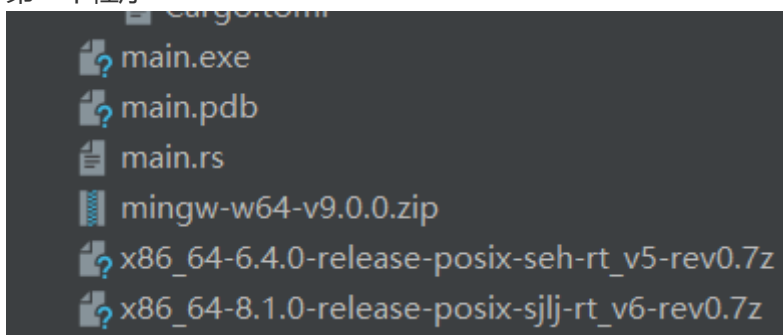 main.exe
main.pdb
main.rs
mingw-w64-v9.0.0.zip
x86_64-6.4.0-release-posix-seh-rt_v5-rev0.7z
x86_64-8.1.0-release-posix-sjlj-rt_v6-rev0.7z